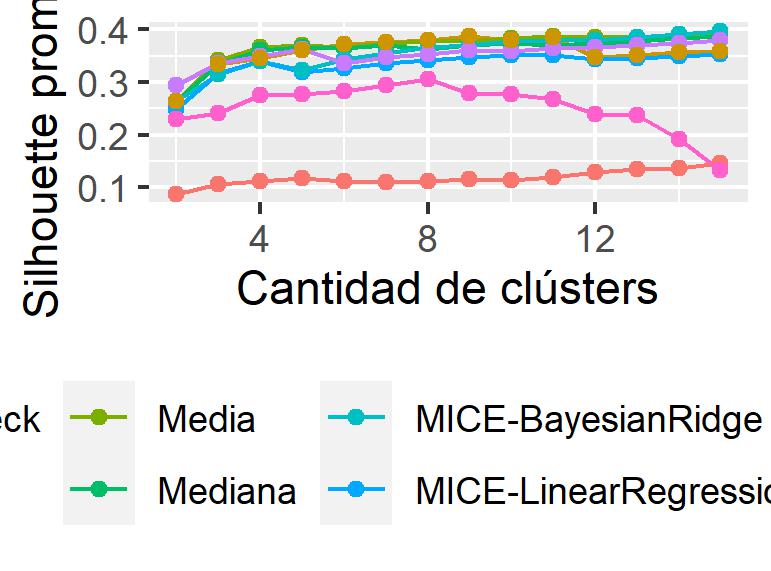 Silhouette prom
0.4
0.3
0.2
0.1
4 8 12
Cantidad de clústers
eck Media MICE-BayesianRidge
Mediana MICE-LinearRegressio